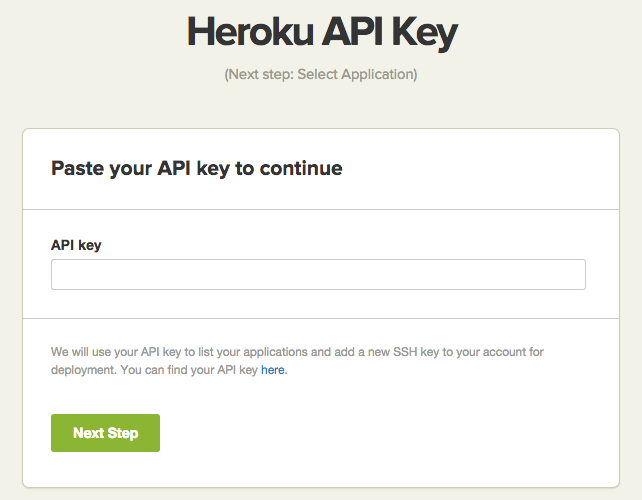 Heroku API Key
(Next step: Select Application)
Paste your API key to continue
API key
We will use your API key to list your applications and add a new SSH key to your account for
deployment. You can find your API key here.
Next Step